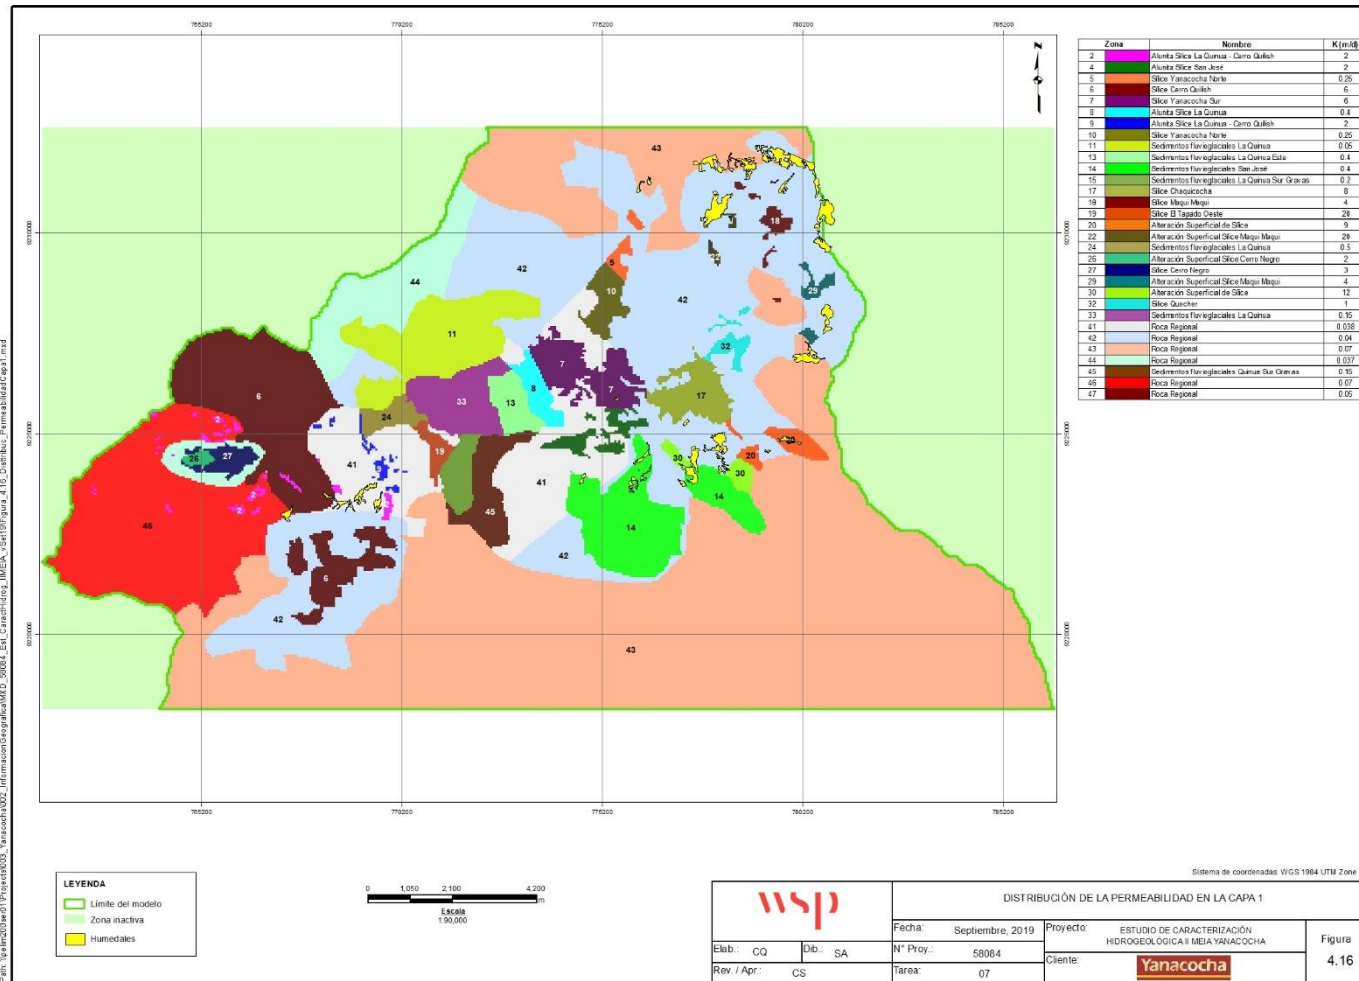 765200 770200 775200 780200 785200
N
Zona Nombre K (m/d)
2 Alunita Sílice La Quinua - Cerro Quilish 2
4 Alunita Sílice San José 2
5 Sílice Yanacocha Norte 0.25
6 Sílice Cerro Quilish 6
7 Sílice Yanacocha Sur 6
8 Alunita Sílice La Quinua 0.4
9 Alunita Sílice La Quinua - Cerro Quilish 2
10 Sílice Yanacocha Norte 0.25
11 Sedimentos fluvioglaciales La Quinua 0.05
13 Sedimentos fluvioglaciales La Quinua Este 0.4
14 Sedimentos fluvioglaciales San José 0.4
15 Sedimentos fluvioglaciales La Quinua Sur Gravas 0.2
17 Sílice Chaquicocha 8
18 Sílice Maqui Maqui 4
19 Sílice El Tapado Oeste 20
20 Alteración Superficial de Sílice 9
22 Alteración Superficial Sílice Maqui Maqui 20
24 Sedimentos fluvioglaciales La Quinua 0.5
26 Alteración Superficial Sílice Cerro Negro 2
27 Sílice Cerro Negro 3
29 Alteración Superficial Sílice Maqui Maqui 4
30 Alteración Superficial de Sílice 12
32 Sílice Quecher 1
33 Sedimentos fluvioglaciales La Quinua 0.15
41 Roca Regional 0.038
42 Roca Regional 0.04
43 Roca Regional 0.07
44 Roca Regional 0.037
45 Sedimentos fluvioglaciales Quinua Sur Gravas 0.15
46 Roca Regional 0.07
47 Roca Regional 0.05
43
18
5
42
44
10
42
29
11
32
7
7
6
8
17
33
13
24
2
19
20
26
27
41
30
30
2
2
2
41
14
45
46
14
42
6
42
43
765200 770200 775200 780200 785200
LEYENDA
Límite del modelo
Zona inactiva
Humedales
0 1,050 2,100 4,200
m
Escala
1:90,000
Sistema de coordenadas: WGS 1984 UTM Zone
wsp
DISTRIBUCIÓN DE LA PERMEABILIDAD EN LA CAPA 1
Fecha: Septiembre, 2019
Proyecto: ESTUDIO DE CARACTERIZACIÓN
HIDROGEOLÓGICA II MEIA YANACOCHA
Figura
4.16
Elab.: CQ Dib.: SA
N° Proy.: 58084
Cliente: Yanacocha
Rev. / Apr.: CS
Tarea: 07